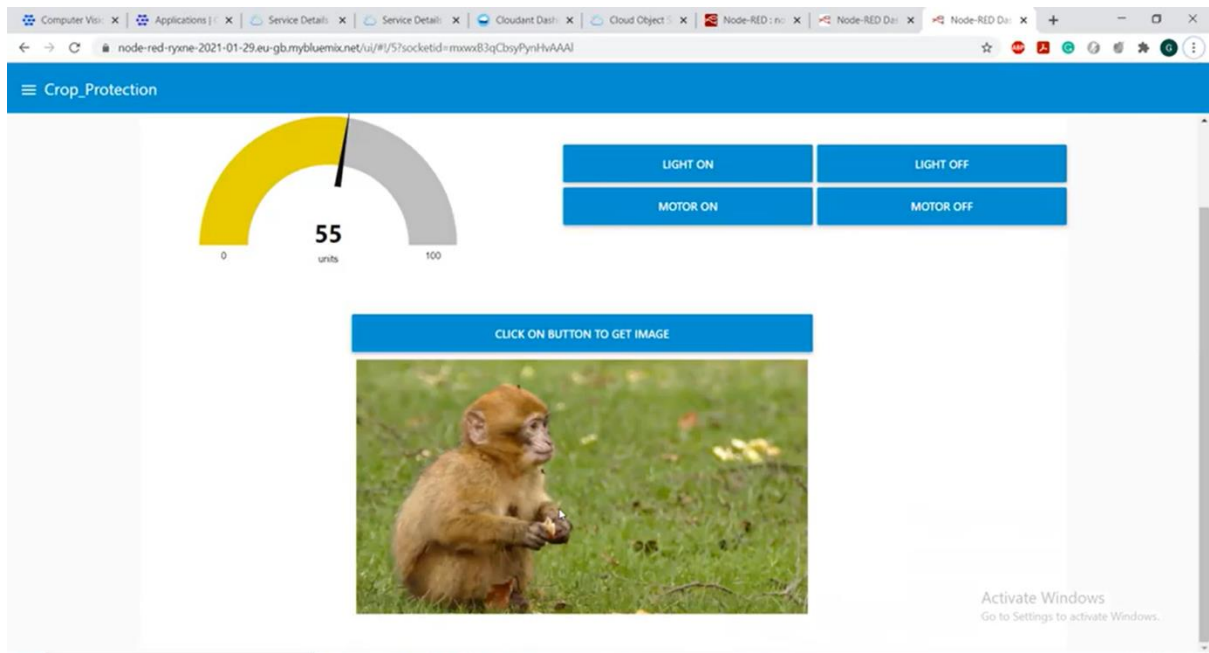 Computer Visic
Applications | C
Service Details
Service Details
Cloudant Dash
Cloud Object S
Node-RED : no
Node-RED Das
Node-RED Das
node-red-ryxne-2021-01-29.eu-gb.mybluemix.net/ui/#!/5?socketid=mxwxB3qCbsyPynHvAAAl
Crop_Protection
LIGHT ON LIGHT OFF
MOTOR ON MOTOR OFF
55
0 units 100
CLICK ON BUTTON TO GET IMAGE
Activate Windows
Go to Settings to activate Windows.